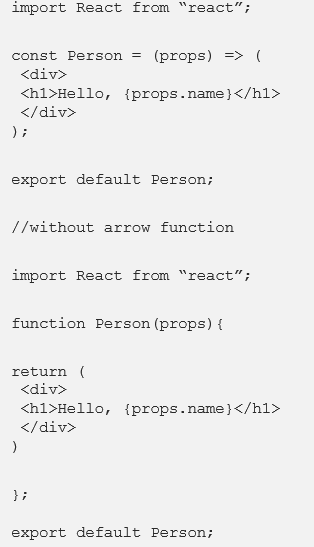 import React from “react”;
const Person = (props) => (
<div>
<h1>Hello, {props.name}</h1>
</div>
);
export default Person;
//without arrow function
import React from “react”;
function Person(props){
return (
<div>
<h1>Hello, {props.name}</h1>
</div>
)
};
export default Person;